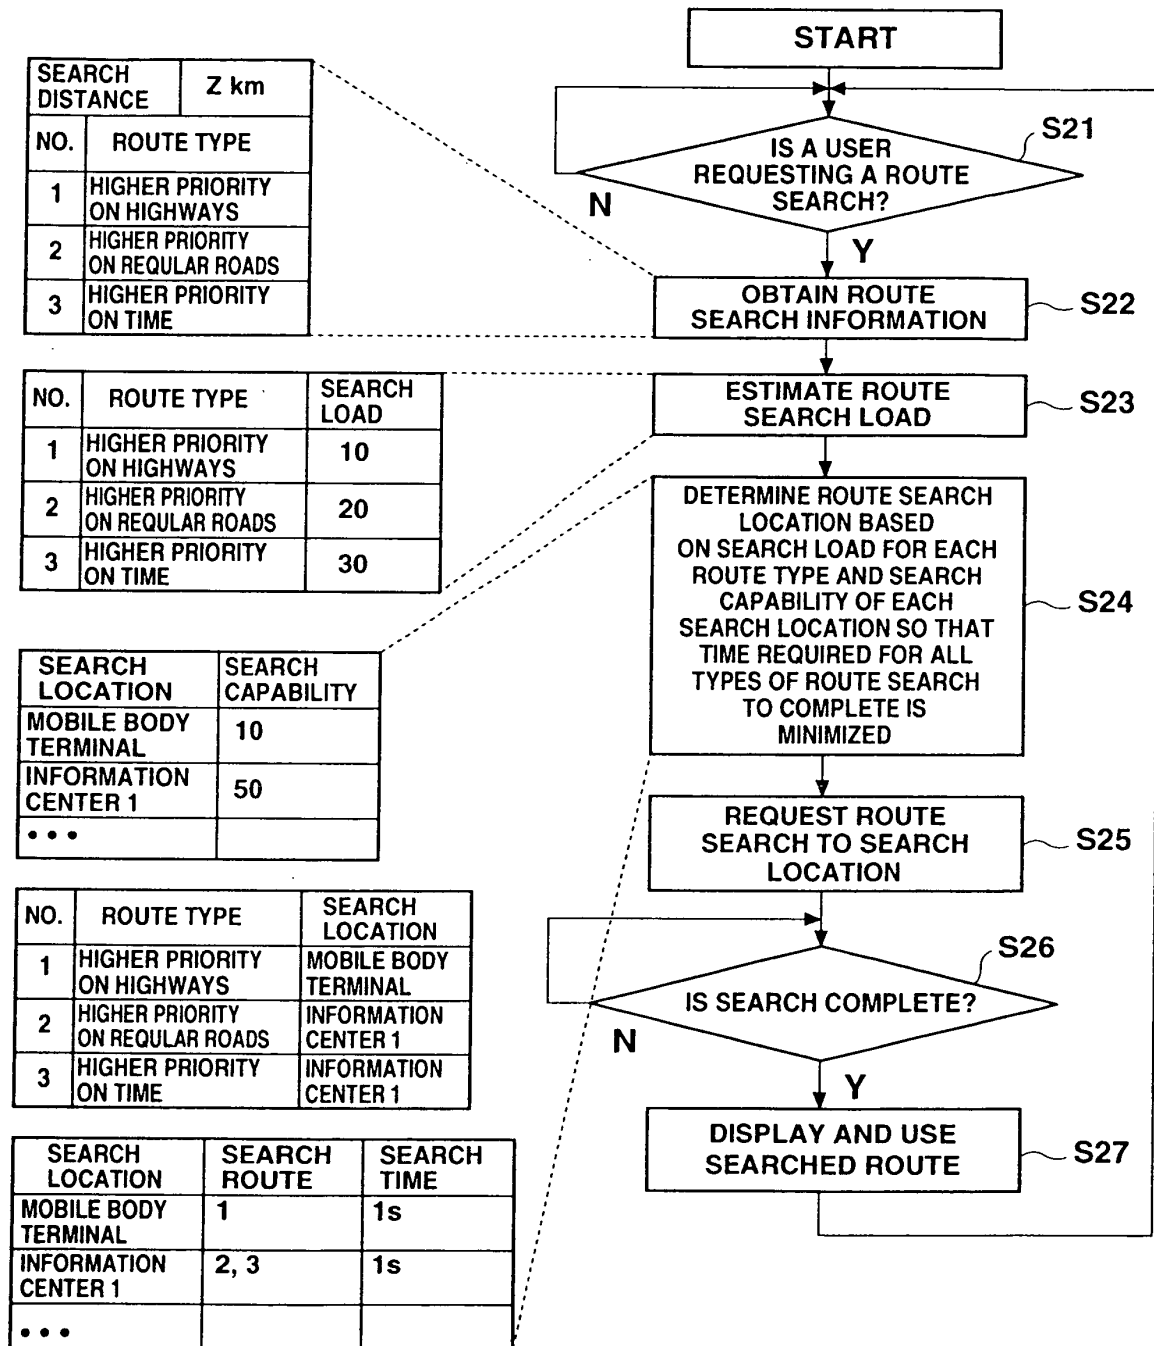 START
IS A USER
REQUESTING A ROUTE
SEARCH?
S21
N
Y
OBTAIN ROUTE
SEARCH INFORMATION
S22
ESTIMATE ROUTE
SEARCH LOAD
S23
DETERMINE ROUTE SEARCH
LOCATION BASED
ON SEARCH LOAD FOR EACH
ROUTE TYPE AND SEARCH
CAPABILITY OF EACH
SEARCH LOCATION SO THAT
TIME REQUIRED FOR ALL
TYPES OF ROUTE SEARCH
TO COMPLETE IS
MINIMIZED
S24
REQUEST ROUTE
SEARCH TO SEARCH
LOCATION
S25
IS SEARCH COMPLETE?
S26
N
Y
DISPLAY AND USE
SEARCHED ROUTE
S27
SEARCH
DISTANCE
Z km
NO.
ROUTE TYPE
1
HIGHER PRIORITY
ON HIGHWAYS
2
HIGHER PRIORITY
ON REQULAR ROADS
3
HIGHER PRIORITY
ON TIME
NO.
ROUTE TYPE
SEARCH
LOAD
1
HIGHER PRIORITY
ON HIGHWAYS
10
2
HIGHER PRIORITY
ON REQULAR ROADS
20
3
HIGHER PRIORITY
ON TIME
30
SEARCH
LOCATION
SEARCH
CAPABILITY
MOBILE BODY
TERMINAL
10
INFORMATION
CENTER 1
50
• • •
NO.
ROUTE TYPE
SEARCH
LOCATION
1
HIGHER PRIORITY
ON HIGHWAYS
MOBILE BODY
TERMINAL
2
HIGHER PRIORITY
ON REQULAR ROADS
INFORMATION
CENTER 1
3
HIGHER PRIORITY
ON TIME
INFORMATION
CENTER 1
SEARCH
LOCATION
SEARCH
ROUTE
SEARCH
TIME
MOBILE BODY
TERMINAL
1
1s
INFORMATION
CENTER 1
2, 3
1s
• • •